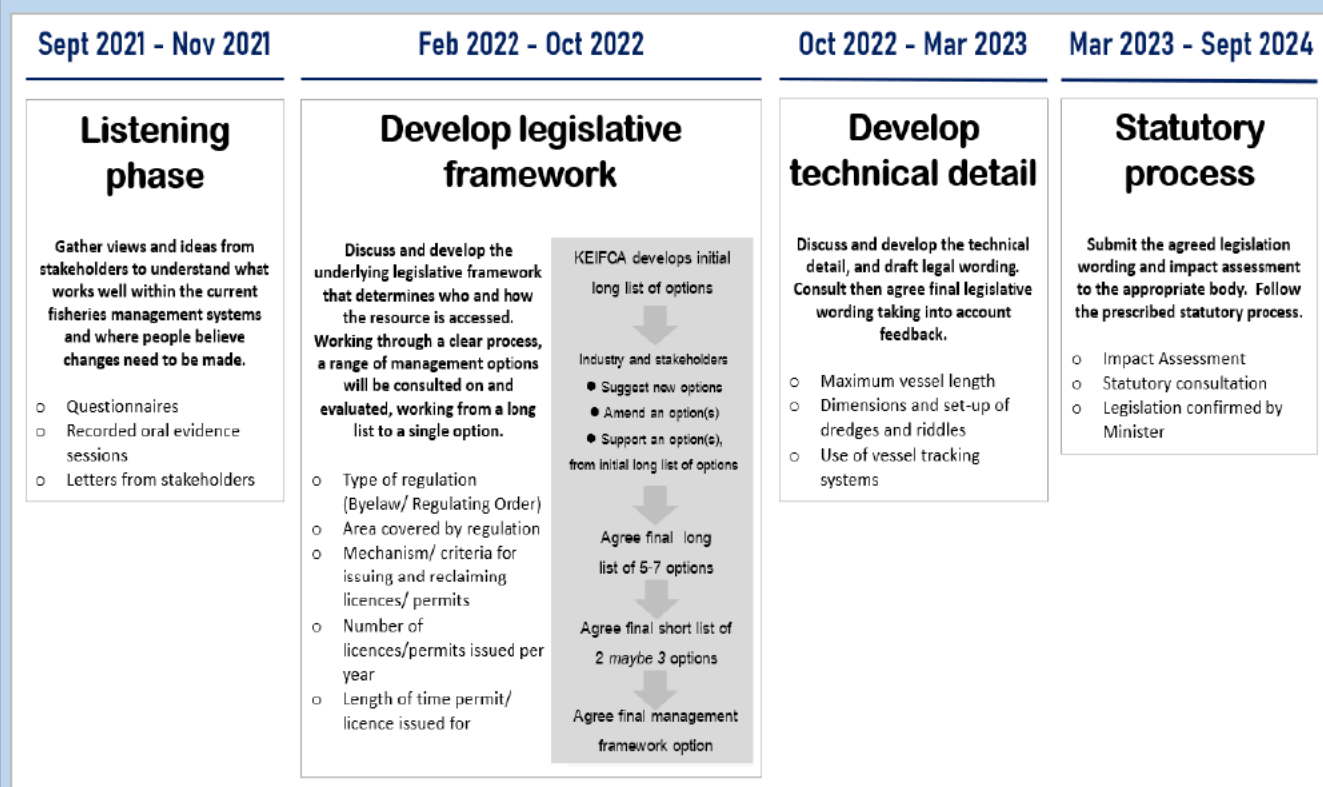 Sept 2021 - Nov 2021
Feb 2022 - Oct 2022
Oct 2022 - Mar 2023
Mar 2023 - Sept 2024
Listening
phase
Gather views and ideas from
stakeholders to understand what
works well within the current
fisheries management systems
and where people believe
changes need to be made.
o Questionnaires
o Recorded oral evidence
sessions
o Letters from stakeholders
Develop legislative
framework
Discuss and develop the
underlying legislative framework
that determines who and how
the resource is accessed.
Working through a clear process,
a range of management options
will be consulted on and
evaluated, working from a long
list to a single option.
o Type of regulation
(Byelaw/ Regulating Order)
o Area covered by regulation
o Mechanism/ criteria for
issuing and reclaiming
licences/ permits
o Number of
licences/permits issued per
year
o Length of time permit/
licence issued for
KEIFCA develops initial
long list of options
Industry and stakeholders
● Suggest new options
● Amend an option(s)
● Support an option(s),
from initial long list of options
Agree final long
list of 5-7 options
Agree final short list of
2 maybe 3 options
Agree final management
framework option
Develop
technical detail
Discuss and develop the technical
detail, and draft legal wording.
Consult then agree final legislative
wording taking into account
feedback.
o Maximum vessel length
o Dimensions and set-up of
dredges and riddles
o Use of vessel tracking
systems
Statutory
process
Submit the agreed legislation
wording and impact assessment
to the appropriate body. Follow
the prescribed statutory process.
o Impact Assessment
o Statutory consultation
o Legislation confirmed by
Minister